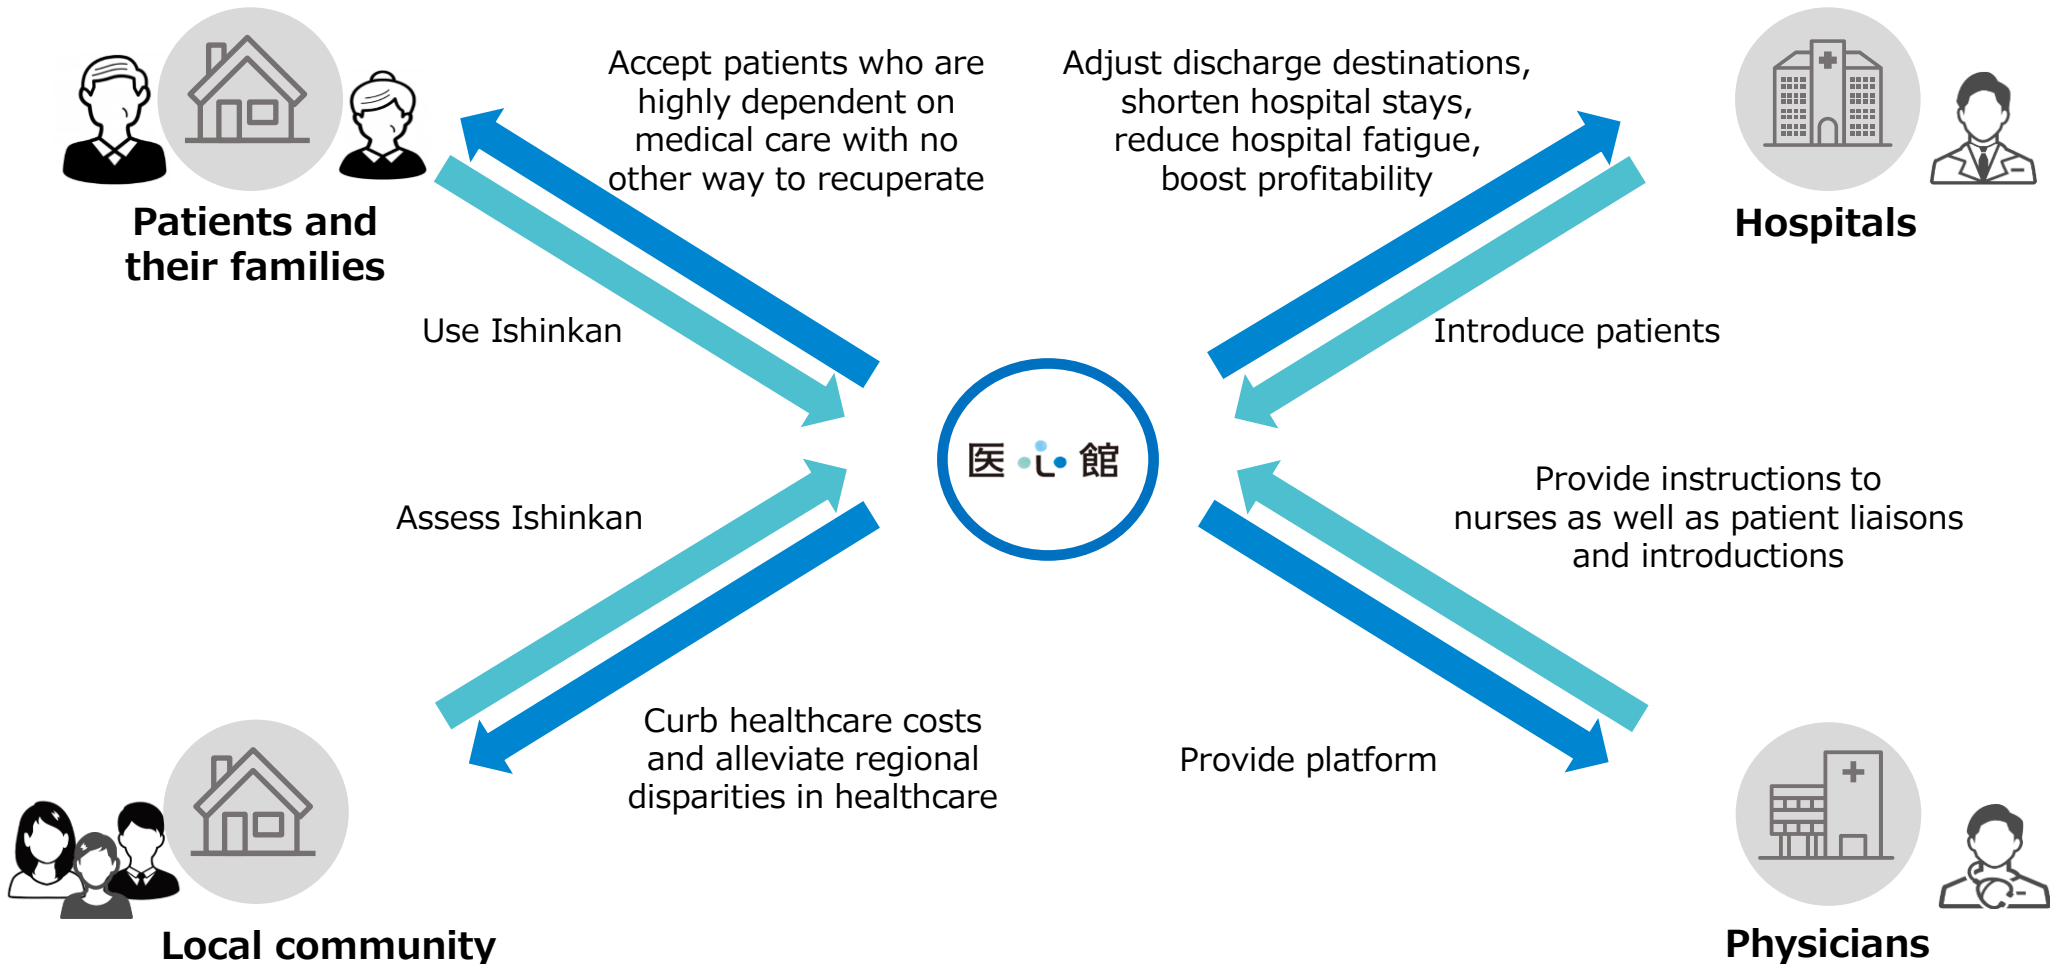 Accept patients who are
highly dependent on
medical care with no
other way to recuperate
Adjust discharge destinations,
shorten hospital stays,
reduce hospital fatigue,
boost profitability
Patients and
their families
Hospitals
Use Ishinkan
Introduce patients
医心館
Assess Ishinkan
Provide instructions to
nurses as well as patient liaisons
and introductions
Curb healthcare costs
and alleviate regional
disparities in healthcare
Provide platform
Local community
Physicians